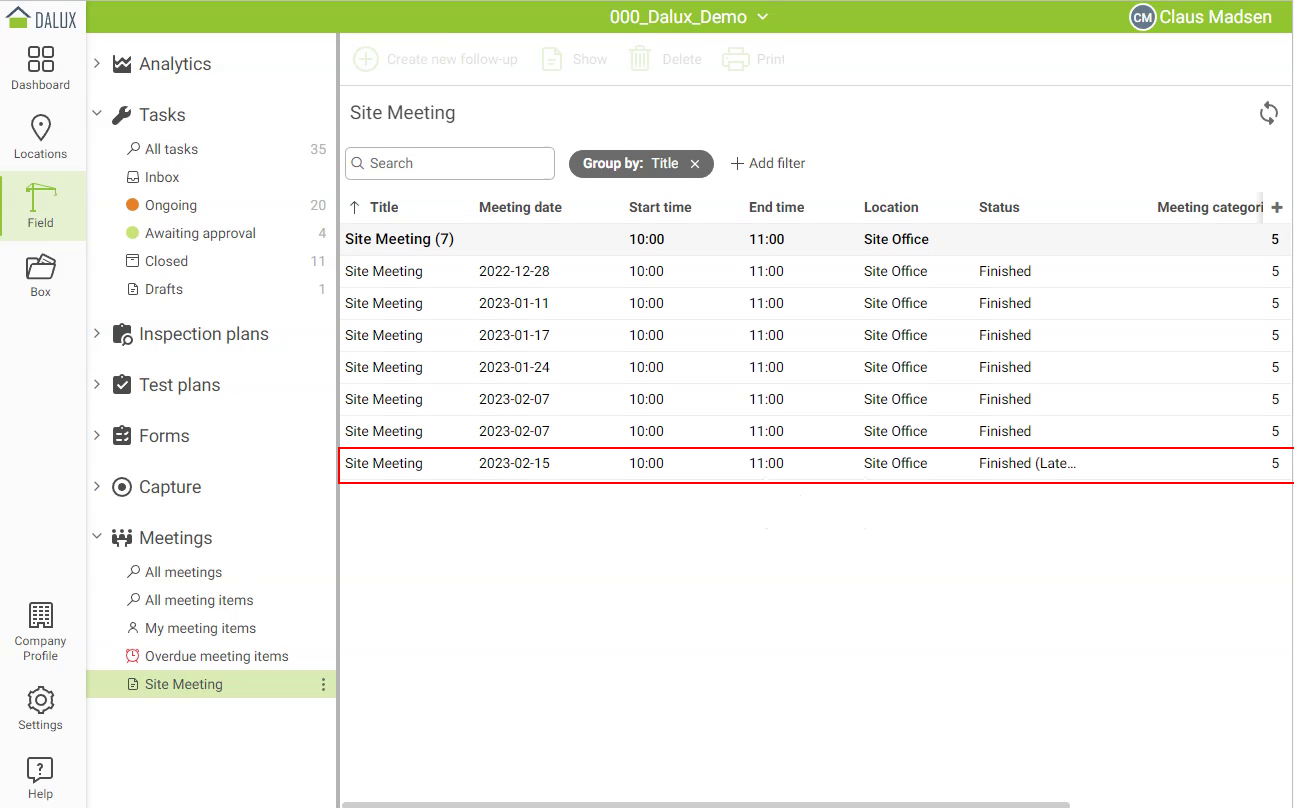 DALUX
000_Dalux_Demo
CM Claus Madsen
Dashboard
Locations
Field
Box
Company
Profile
Settings
Help
Analytics
Tasks
All tasks 35
Inbox
Ongoing 20
Awaiting approval 4
Closed 11
Drafts 1
Inspection plans
Test plans
Forms
Capture
Meetings
All meetings
All meeting items
My meeting items
Overdue meeting items
Site Meeting
Create new follow-up Show Delete Print
Site Meeting
Search Group by: Title Add filter
Title Meeting date Start time End time Location Status Meeting categori
Site Meeting (7) 10:00 11:00 Site Office 5
Site Meeting 2022-12-28 10:00 11:00 Site Office Finished 5
Site Meeting 2023-01-11 10:00 11:00 Site Office Finished 5
Site Meeting 2023-01-17 10:00 11:00 Site Office Finished 5
Site Meeting 2023-01-24 10:00 11:00 Site Office Finished 5
Site Meeting 2023-02-07 10:00 11:00 Site Office Finished 5
Site Meeting 2023-02-07 10:00 11:00 Site Office Finished 5
Site Meeting 2023-02-15 10:00 11:00 Site Office Finished (Late... 5